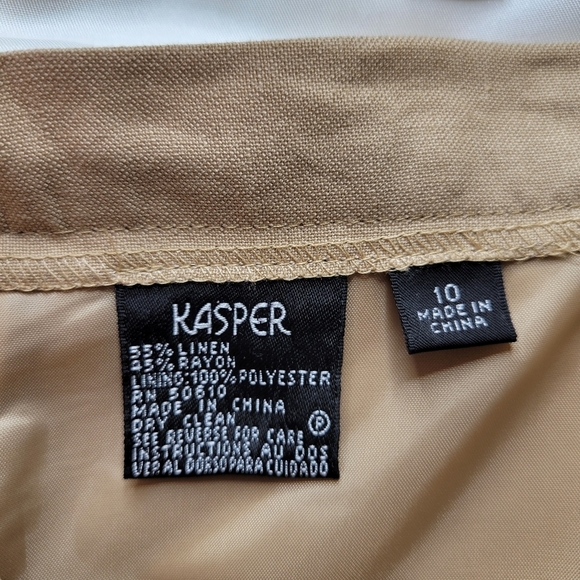 KASPER
55% LINEN
45% RAYON
LINING: 100% POLYESTER
RN 50610
MADE IN CHINA
DRY CLEAN
P
SEE REVERSE FOR CARE
INSTRUCTIONS AU DOS
VER AL DORSO PARA CUIDADO
10
MADE IN
CHINA